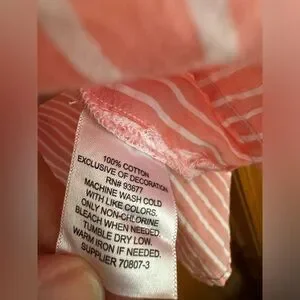 100% COTTON
EXCLUSIVE OF DECORATION
RN# 93677
MACHINE WASH COLD
WITH LIKE COLORS.
ONLY NON-CHLORINE
BLEACH WHEN NEEDED.
TUMBLE DRY LOW.
WARM IRON IF NEEDED.
SUPPLIER 70807-3